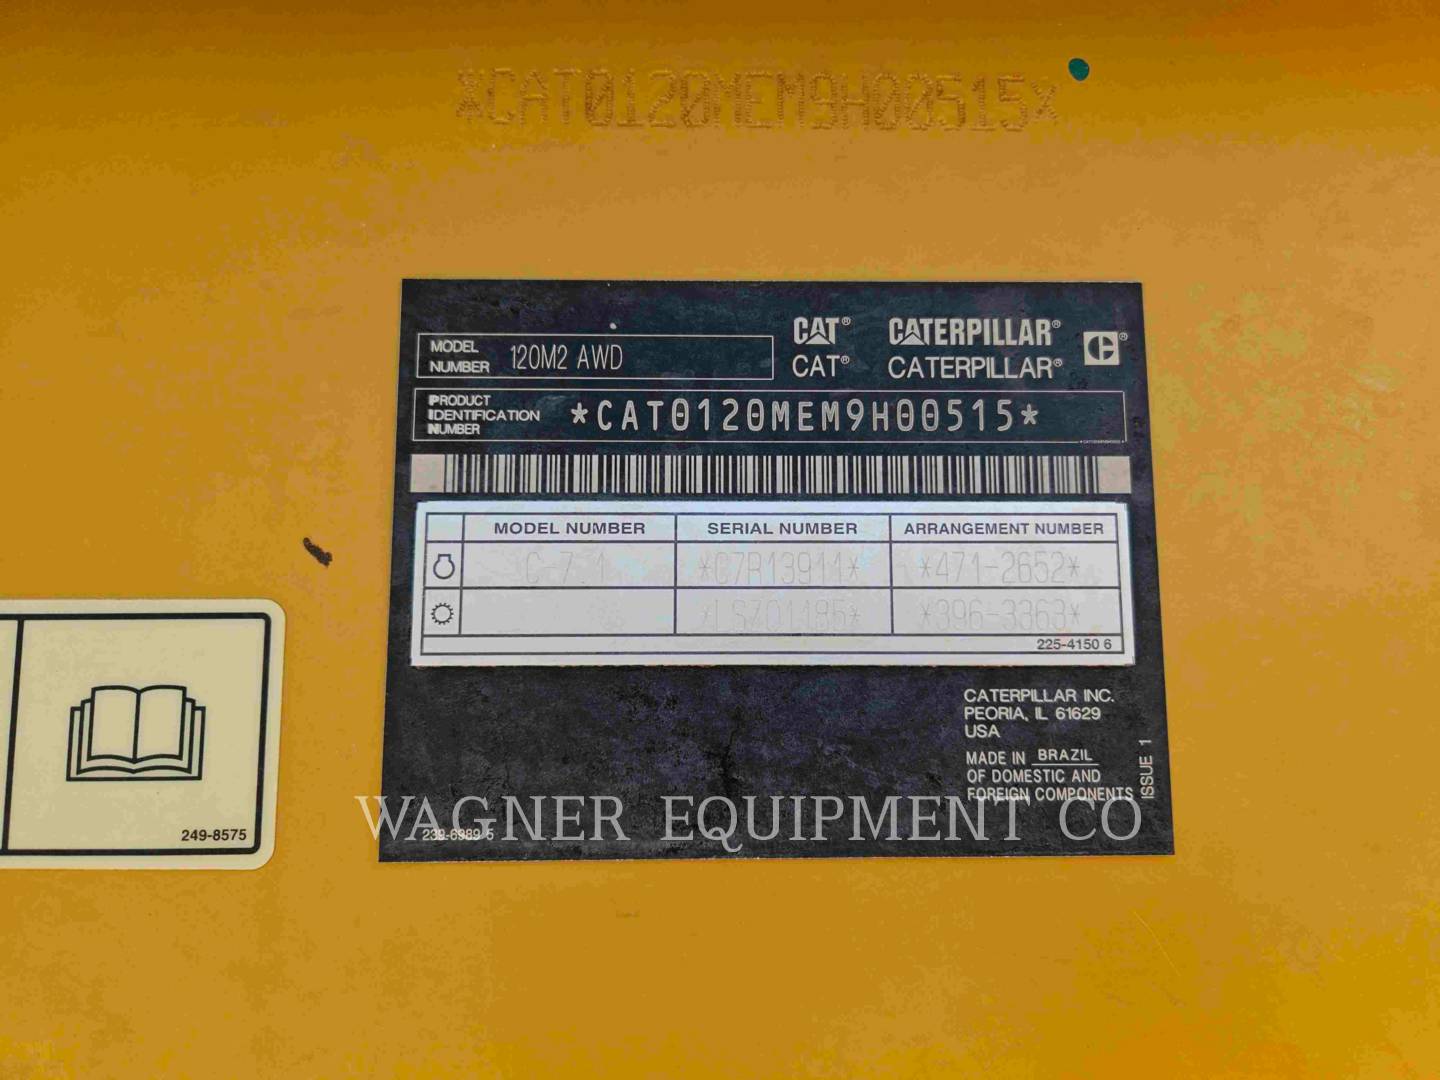 *CAT0120MEM9H00515*
MODEL NUMBER 120M2 AWD
CAT® CATERPILLAR®
CAT® CATERPILLAR®
PRODUCT IDENTIFICATION NUMBER *CAT0120MEM9H00515*
MODEL NUMBER SERIAL NUMBER ARRANGEMENT NUMBER
C-7.1 *C7R13911* *471-2652*
*396-3363*
225-4150 6
CATERPILLAR INC.
PEORIA, IL 61629
USA
MADE IN BRAZIL
OF DOMESTIC AND
FOREIGN COMPONENTS
ISSUE 1
239-6989 5
249-8575
WAGNER EQUIPMENT CO